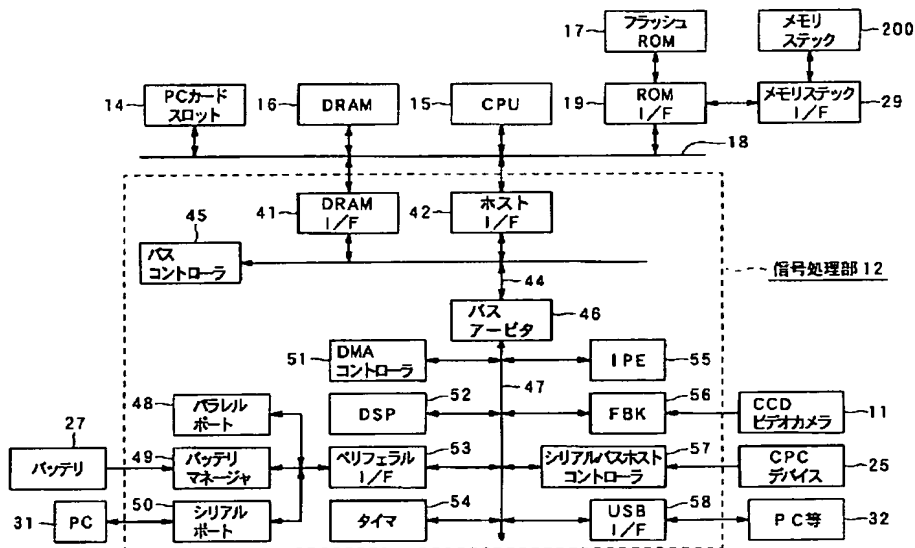 17
フラッシュ
ROM
メモリ
ステック
200
14
PCカード
スロット
16
DRAM
15
CPU
19
ROM
I/F
メモリステック
I/F
29
18
41
DRAM
I/F
42
ホスト
I/F
45
バス
コントローラ
44
信号処理部12
バス
アービタ
46
51
DMA
コントローラ
IPE
55
47
48
パラレル
ポート
DSP
52
FBK
56
CCD
ビデオカメラ
11
27
バッテリ
49
バッテリ
マネージャ
ペリフェラル
I/F
53
シリアルバスホスト
コントローラ
57
CPC
デバイス
25
31
PC
50
シリアル
ポート
タイマ
54
USB
I/F
58
PC等
32